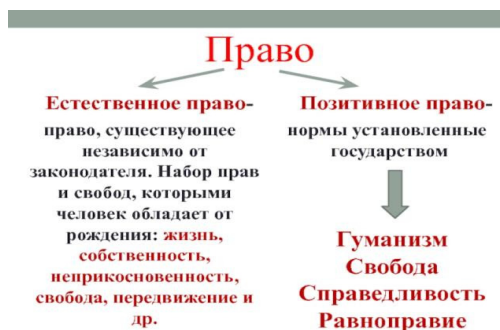 Право
Естественное право-
право, существующее
независимо от
законодателя. Набор прав
и свобод, которыми
человек обладает от
рождения: жизнь,
собственность,
неприкосновенность,
свобода, передвижение и
др.
Позитивное право-
нормы установленные
государством
Гуманизм
Свобода
Справедливость
Равноправие